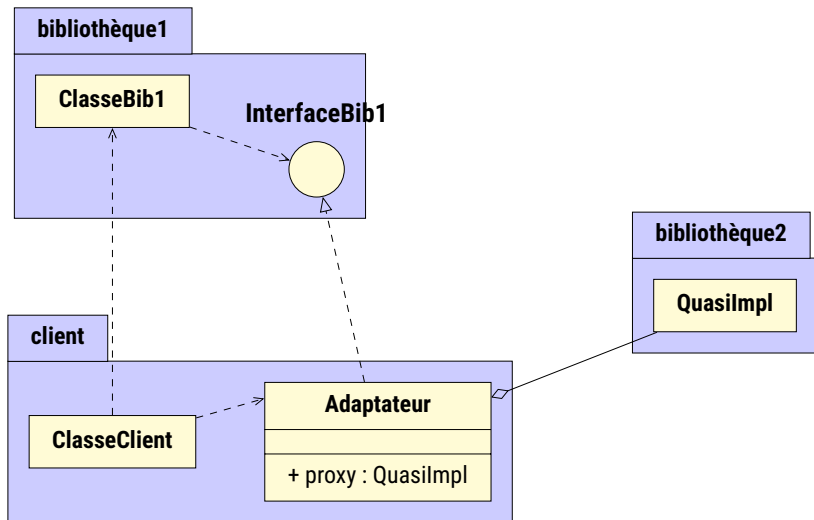 bibliothèque1
ClasseBib1
InterfaceBib1
bibliothèque2
QuasiImpl
client
Adaptateur
ClasseClient
+ proxy : QuasiImpl